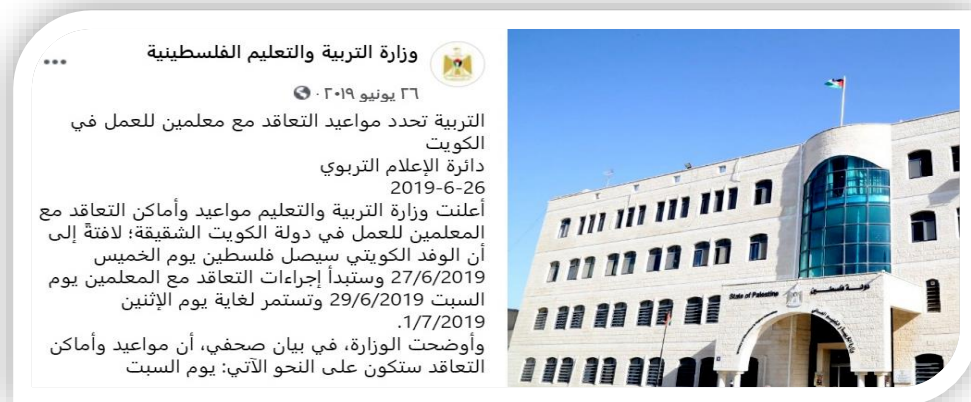 وزارة التربية والتعليم الفلسطينية
٢٦ يونيو ٢٠١٩ ·
التربية تحدد مواعيد التعاقد مع معلمين للعمل في
الكويت
دائرة الإعلام التربوي
26-6-2019
أعلنت وزارة التربية والتعليم مواعيد وأماكن التعاقد مع
المعلمين للعمل في دولة الكويت الشقيقة؛ لافتةً إلى
أن الوفد الكويتي سيصل فلسطين يوم الخميس
27/6/2019 وستبدأ إجراءات التعاقد مع المعلمين يوم
السبت 29/6/2019 وتستمر لغاية يوم الإثنين
1/7/2019.
وأوضحت الوزارة، في بيان صحفي، أن مواعيد وأماكن
التعاقد ستكون على النحو الآتي: يوم السبت
State of Palestine
دولة فلسطين